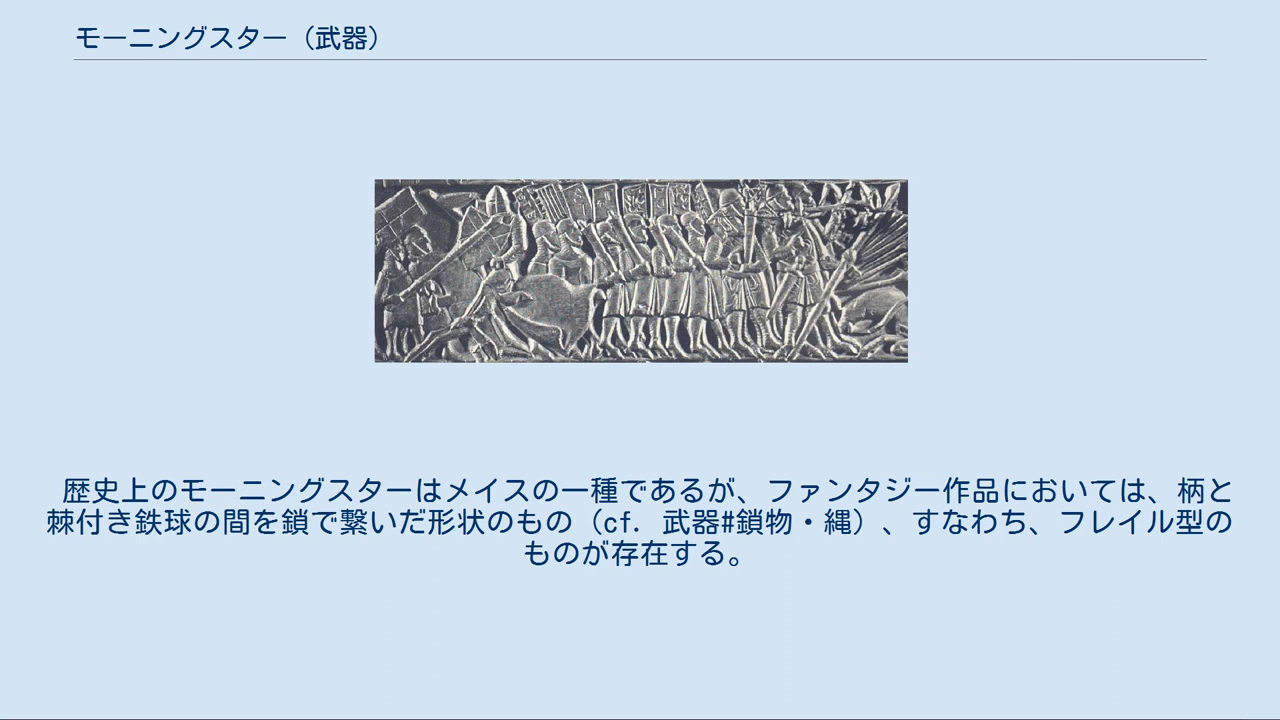 モーニングスター（武器）
歴史上のモーニングスターはメイスの一種であるが、ファンタジー作品においては、柄と
棘付き鉄球の間を鎖で繋いだ形状のもの（cf. 武器#鎖物・縄）、すなわち、フレイル型の
ものが存在する。